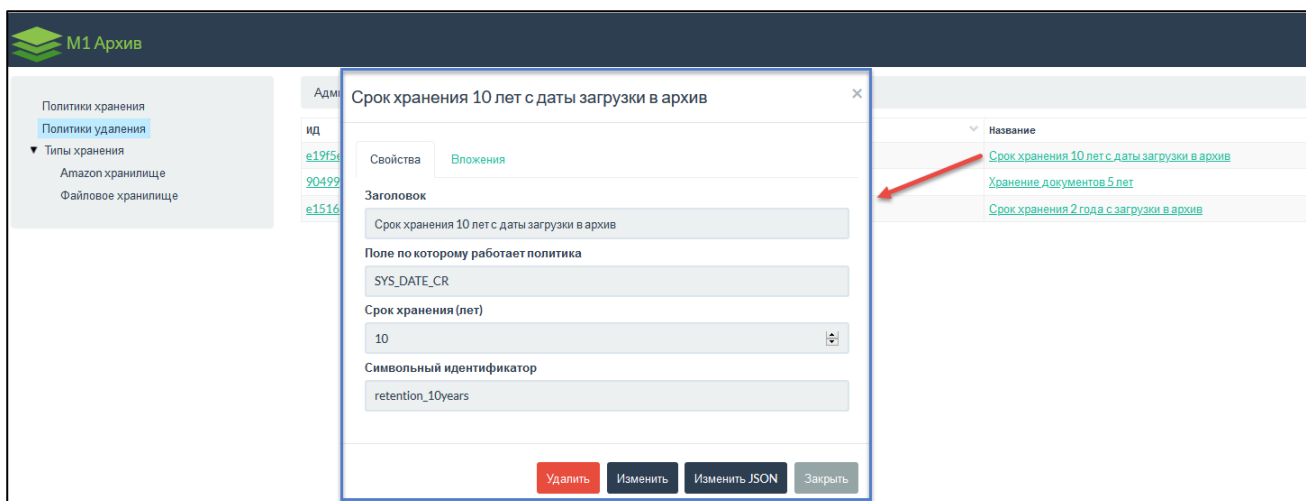 М1 Архив
Политики хранения
Политики удаления
▼ Типы хранения
Amazon хранилище
Файловое хранилище
ид
e19f5
90499
e1516
Срок хранения 10 лет с даты загрузки в архив ×
Свойства Вложения
Заголовок
Срок хранения 10 лет с даты загрузки в архив
Поле по которому работает политика
SYS_DATE_CR
Срок хранения (лет)
10
Символьный идентификатор
retention_10years
Удалить Изменить Изменить JSON Закрыть
Название
Срок хранения 10 лет с даты загрузки в архив
Хранение документов 5 лет
Срок хранения 2 года с загрузки в архив